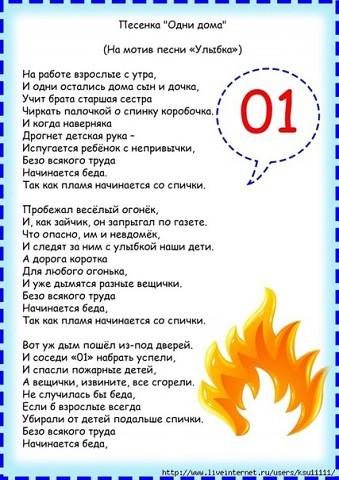 Песенка "Одни дома"
(На мотив песни «Улыбка»)
На работе взрослые с утра,
И одни остались дома сын и дочка,
Учит брата старшая сестра
Чиркать палочкой о спинку коробочка.
И когда наверняка
Дрогнет детская рука –
Испугается ребёнок с непривычки,
Безо всякого труда
Начинается беда.
Так как пламя начинается со спички.
01
Пробежал весёлый огонёк,
И, как зайчик, он запрыгал по газете.
Что опасно, им и невдомёк,
И следят за ним с улыбкой наши дети.
А дорога коротка
Для любого огонька,
И уже дымятся разные вещички.
Безо всякого труда
Начинается беда,
Так как пламя начинается со спички.
Вот уж дым пошёл из-под дверей.
И соседи «01» набрать успели,
И спасли пожарные детей,
А вещички, извините, все сгорели.
Не случилась бы беда,
Если б взрослые всегда
Убирали от детей подальше спички.
Безо всякого труда
Начинается беда,
http://www.liveinternet.ru/users/ksu11111/